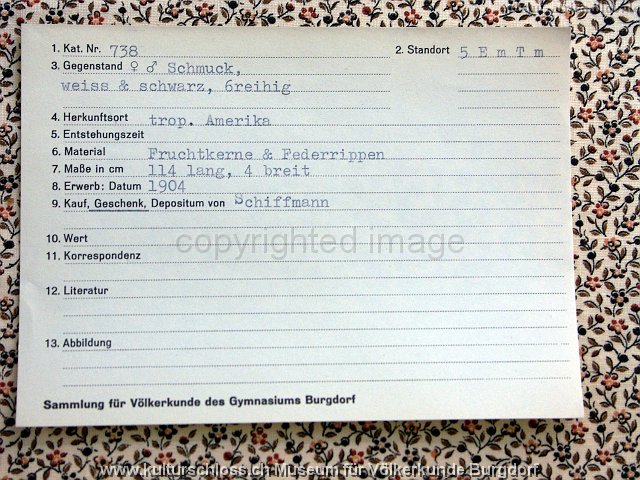 1. Kat. Nr. 738 2. Standort 5 E m T m
3. Gegenstand ♀ ♂ Schmuck,
weiss & schwarz, 6reihig
4. Herkunftsort trop. Amerika
5. Entstehungszeit
6. Material Fruchtkerne & Federrippen
7. Maße in cm 114 lang, 4 breit
8. Erwerb: Datum 1904
9. Kauf, Geschenk, Depositum von Schiffmann
10. Wert
copyrighted image
11. Korrespondenz
12. Literatur
13. Abbildung
Sammlung für Völkerkunde des Gymnasiums Burgdorf
www.kulturschloss.ch Museum für Völkerkunde Burgdorf